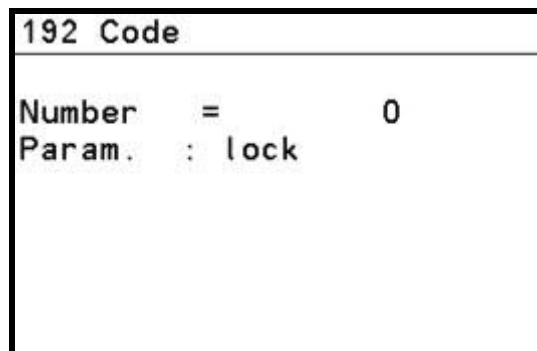 192 Code
Number = 0
Param. : lock